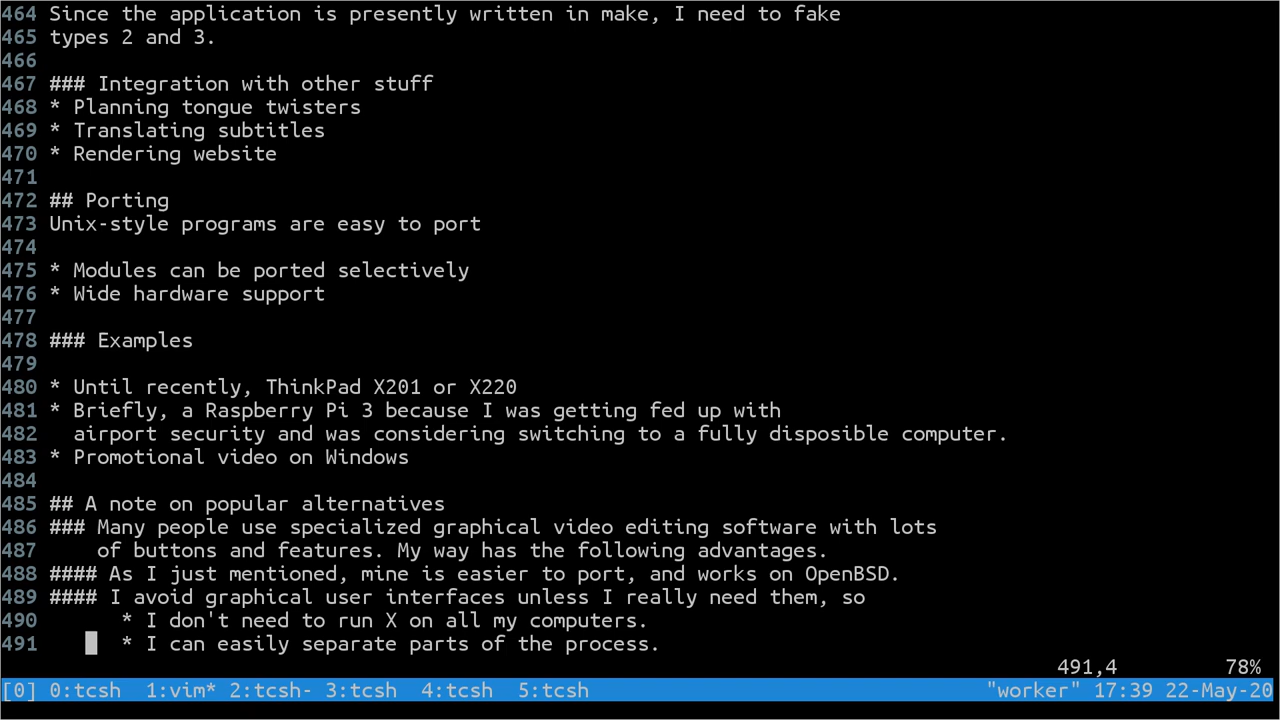 464 Since the application is presently written in make, I need to fake
465 types 2 and 3.
466
467 ### Integration with other stuff
468 * Planning tongue twisters
469 * Translating subtitles
470 * Rendering website
471
472 ## Porting
473 Unix-style programs are easy to port
474
475 * Modules can be ported selectively
476 * Wide hardware support
477
478 ### Examples
479
480 * Until recently, ThinkPad X201 or X220
481 * Briefly, a Raspberry Pi 3 because I was getting fed up with
482   airport security and was considering switching to a fully disposible computer.
483 * Promotional video on Windows
484
485 ## A note on popular alternatives
486 ### Many people use specialized graphical video editing software with lots
487     of buttons and features. My way has the following advantages.
488 #### As I just mentioned, mine is easier to port, and works on OpenBSD.
489 #### I avoid graphical user interfaces unless I really need them, so
490       * I don't need to run X on all my computers.
491       * I can easily separate parts of the process.
491,4 78%
[0] 0:tcsh 1:vim* 2:tcsh- 3:tcsh 4:tcsh 5:tcsh "worker" 17:39 22-May-20